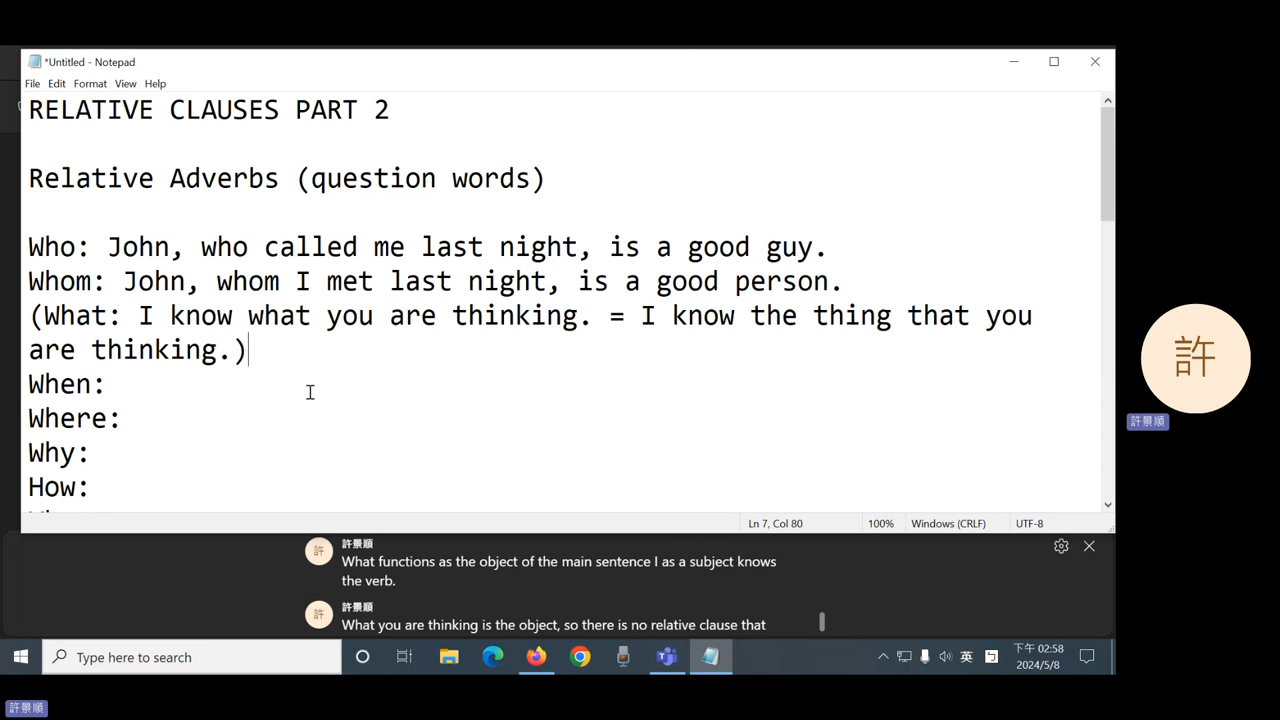 *Untitled - Notepad
File Edit Format View Help
RELATIVE CLAUSES PART 2
Relative Adverbs (question words)
Who: John, who called me last night, is a good guy.
Whom: John, whom I met last night, is a good person.
(What: I know what you are thinking. = I know the thing that you
are thinking.)
When:
Where:
Why:
How:
Ln 7, Col 80 100% Windows (CRLF) UTF-8
許
許景順
許 許景順
What functions as the object of the main sentence I as a subject knows
the verb.
許 許景順
What you are thinking is the object, so there is no relative clause that
Type here to search
英
下午 02:58
2024/5/8
許景順